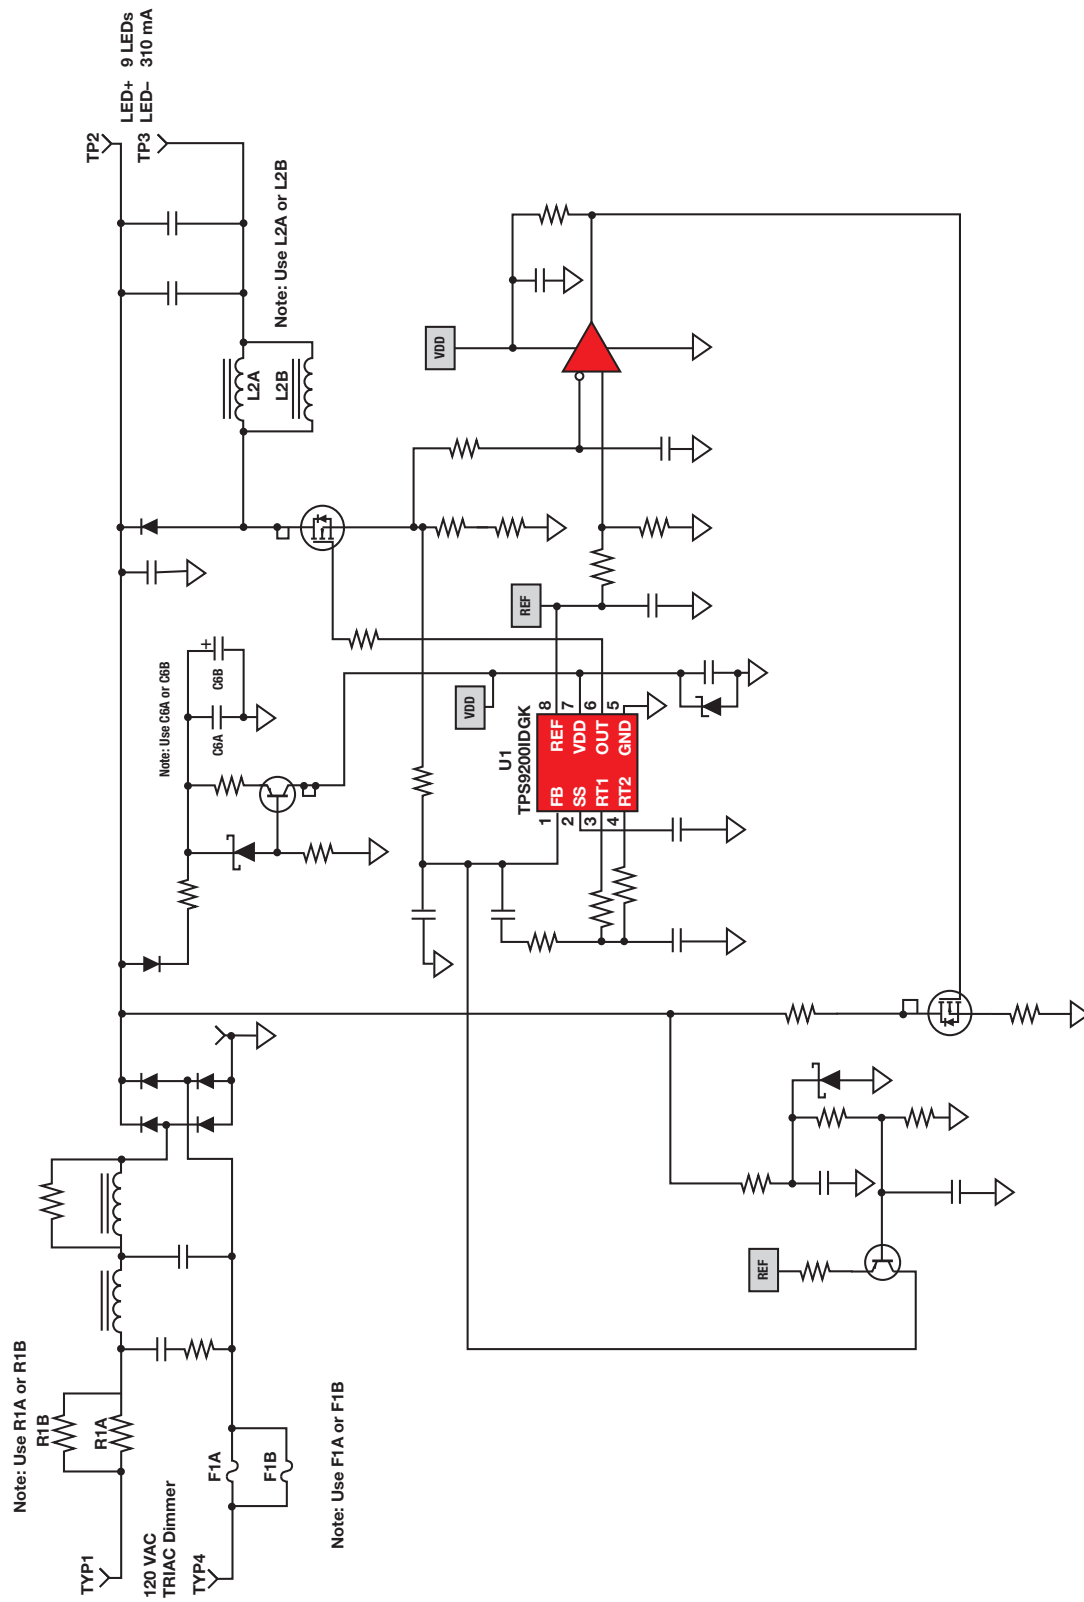 Note: Use R1A or R1B
R1B
R1A
TYP1
120 VAC
TRIAC Dimmer
TYP4
F1A
F1B
Note: Use F1A or F1B
Note: Use C6A or C6B
C6A
C6B
+
TP2
TP3
LED+ 9 LEDs
LED– 310 mA
L2A
L2B
Note: Use L2A or L2B
VDD
REF
VDD
U1
TPS9200IDGK
1 FB
2 SS
3 RT1
4 RT2
REF 8
VDD 7
OUT 6
GND 5
REF